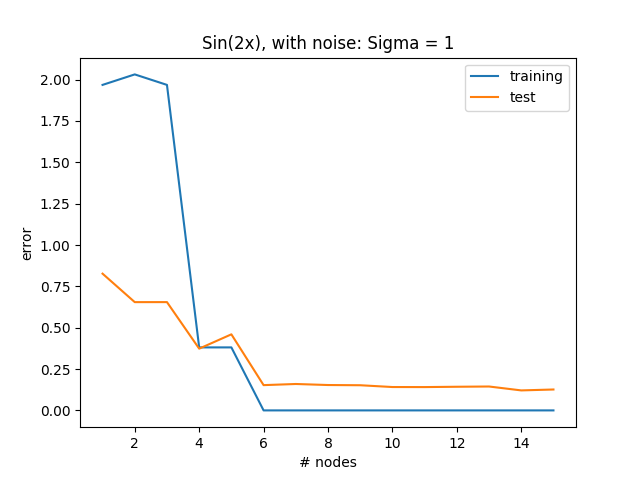 Sin(2x), with noise: Sigma = 1
training
test
error
2.00
1.75
1.50
1.25
1.00
0.75
0.50
0.25
0.00
2 4 6 8 10 12 14
# nodes